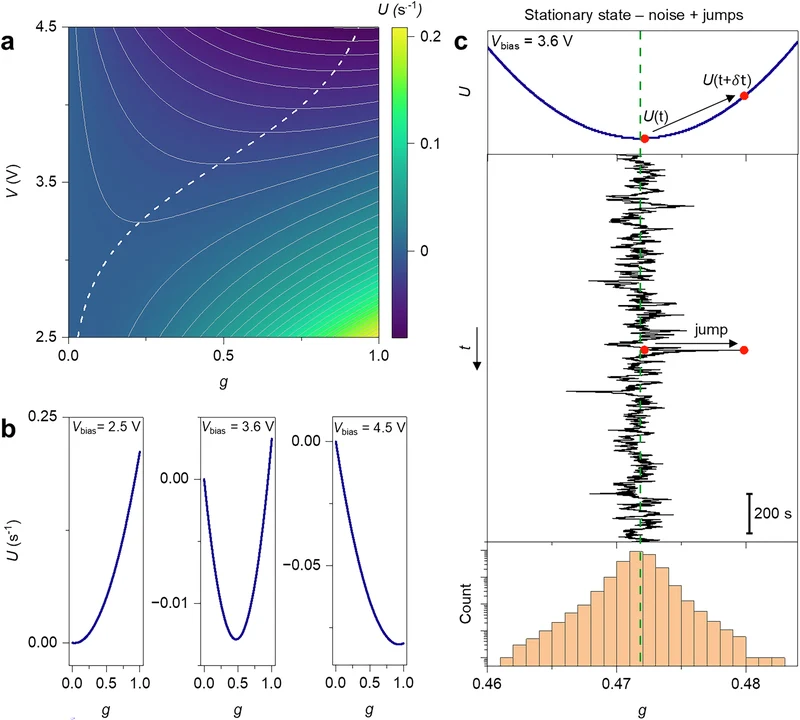 a
U (s⁻¹)
4.5
3.5
2.5
V (V)
0.0
0.5
1.0
g
0.2
0.1
0
b
U (s⁻¹)
0.25
0.00
Vbias= 2.5 V
0.0
0.5
1.0
g
0.00
−0.01
Vbias = 3.6 V
0.0
0.5
1.0
g
0.00
−0.05
Vbias = 4.5 V
0.0
0.5
1.0
g
Stationary state – noise + jumps
c
Vbias = 3.6 V
U
U(t)
U(t+δt)
t
jump
200 s
Count
0.46
0.47
0.48
g